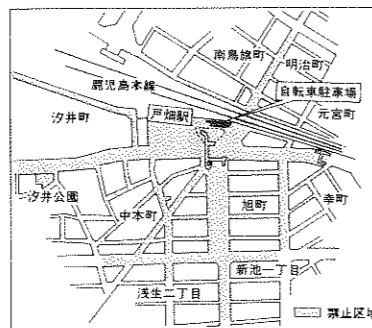 南鳥旗町
明治町
鹿児島本線
自転車駐車場
汐井町
戸畑駅
元宮町
汐井公園
中本町
旭町
幸町
新池一丁目
浅生二丁目
禁止区域